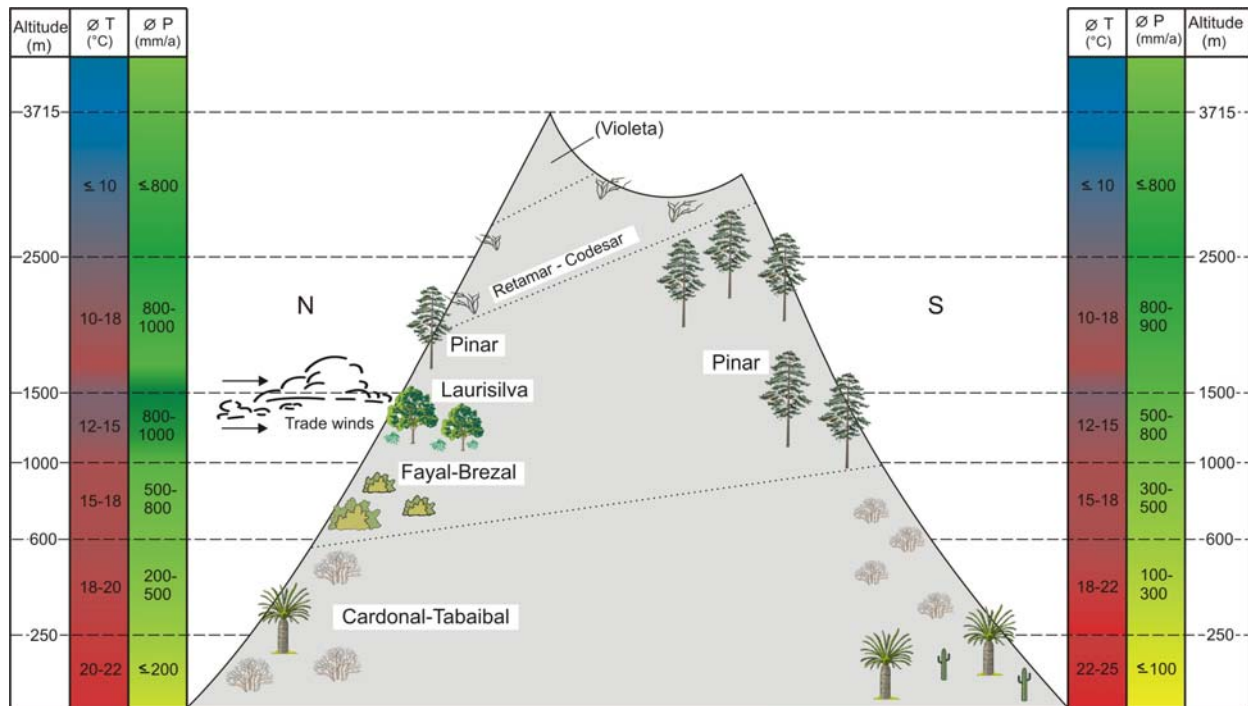 Altitude
(m)
Ø T
(°C)
Ø P
(mm/a)
Ø T
(°C)
Ø P
(mm/a)
Altitude
(m)
3715
3715
(Violeta)
≤ 10
≤800
≤ 10
≤800
2500
2500
Retamar - Codesar
N
S
10-18
800-
1000
10-18
800-
900
Pinar
Pinar
1500
Laurisilva
1500
Trade winds
12-15
800-
1000
12-15
500-
800
1000
1000
Fayal-Brezal
15-18
500-
800
15-18
300-
500
600
600
18-20
200-
500
18-22
100-
300
Cardonal-Tabaibal
250
250
20-22
≤200
22-25
≤100